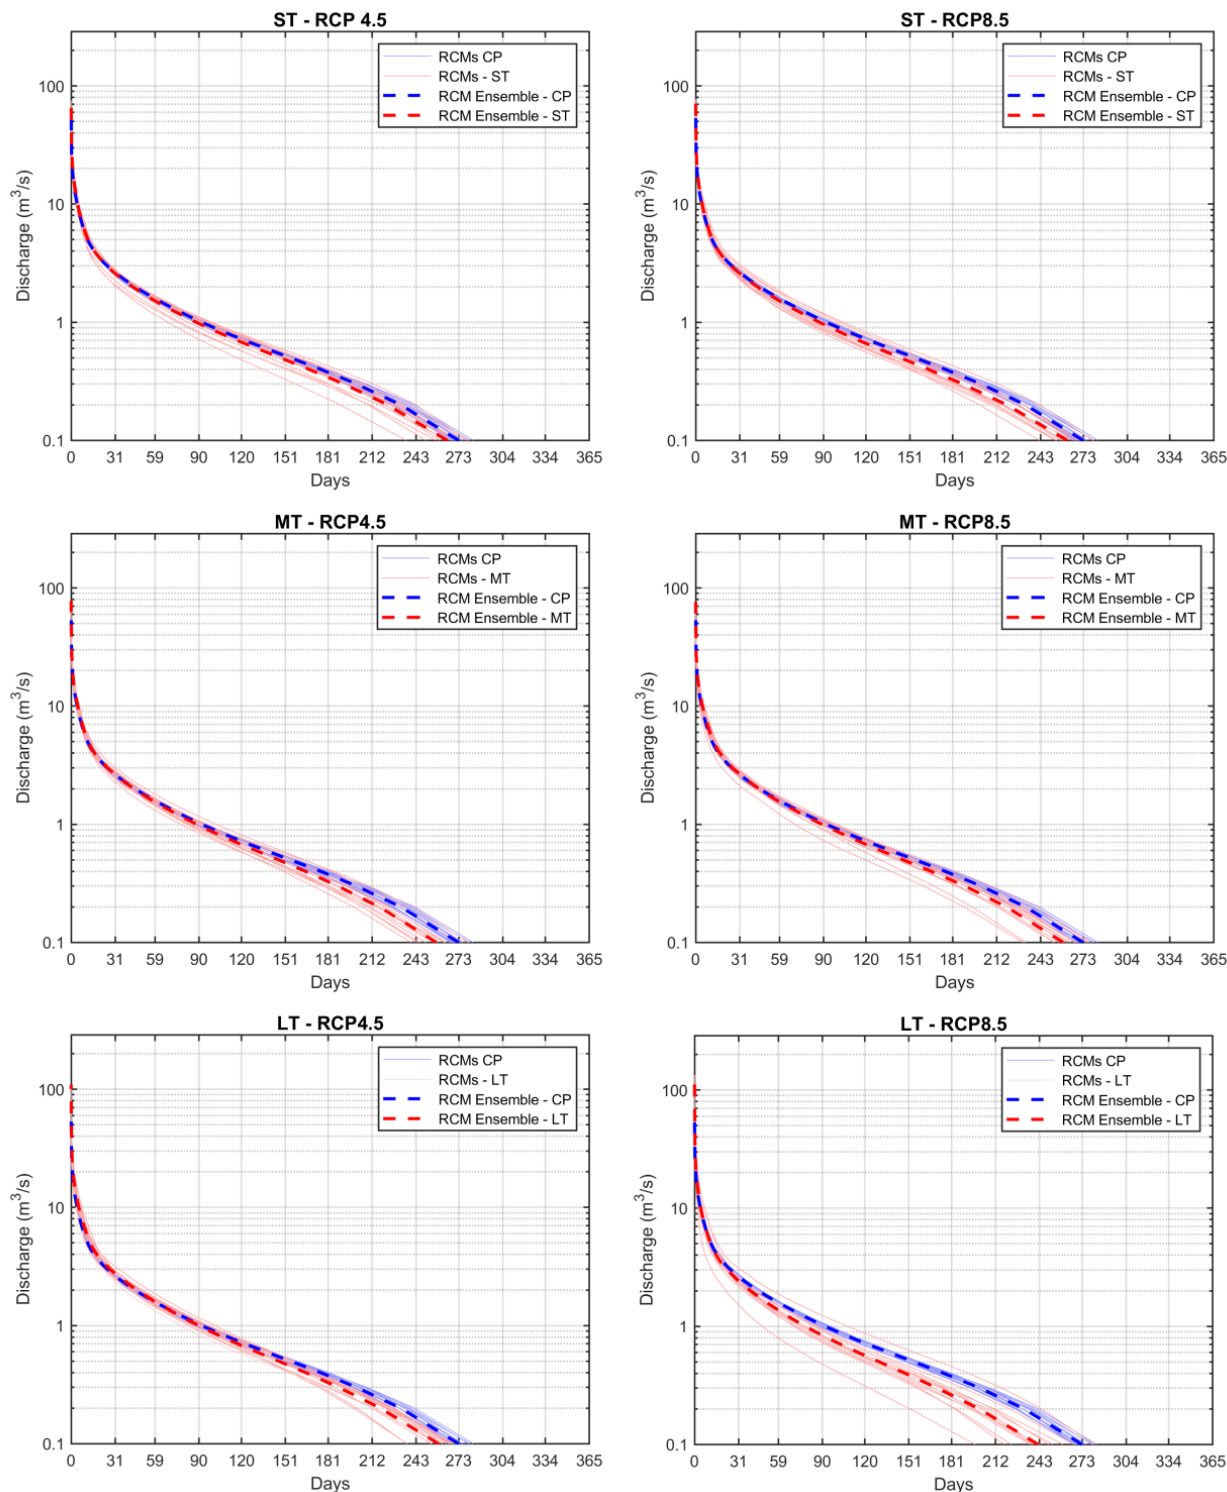 ST - RCP 4.5
RCMs CP
RCMs - ST
RCM Ensemble - CP
RCM Ensemble - ST
Discharge (m³/s)
100
10
1
0.1
0 31 59 90 120 151 181 212 243 273 304 334 365
Days
ST - RCP8.5
RCMs CP
RCMs - ST
RCM Ensemble - CP
RCM Ensemble - ST
Discharge (m³/s)
100
10
1
0.1
0 31 59 90 120 151 181 212 243 273 304 334 365
Days
MT - RCP4.5
RCMs CP
RCMs - MT
RCM Ensemble - CP
RCM Ensemble - MT
Discharge (m³/s)
100
10
1
0.1
0 31 59 90 120 151 181 212 243 273 304 334 365
Days
MT - RCP8.5
RCMs CP
RCMs - MT
RCM Ensemble - CP
RCM Ensemble - MT
Discharge (m³/s)
100
10
1
0.1
0 31 59 90 120 151 181 212 243 273 304 334 365
Days
LT - RCP4.5
RCMs CP
RCMs - LT
RCM Ensemble - CP
RCM Ensemble - LT
Discharge (m³/s)
100
10
1
0.1
0 31 59 90 120 151 181 212 243 273 304 334 365
Days
LT - RCP8.5
RCMs CP
RCMs - LT
RCM Ensemble - CP
RCM Ensemble - LT
Discharge (m³/s)
100
10
1
0.1
0 31 59 90 120 151 181 212 243 273 304 334 365
Days